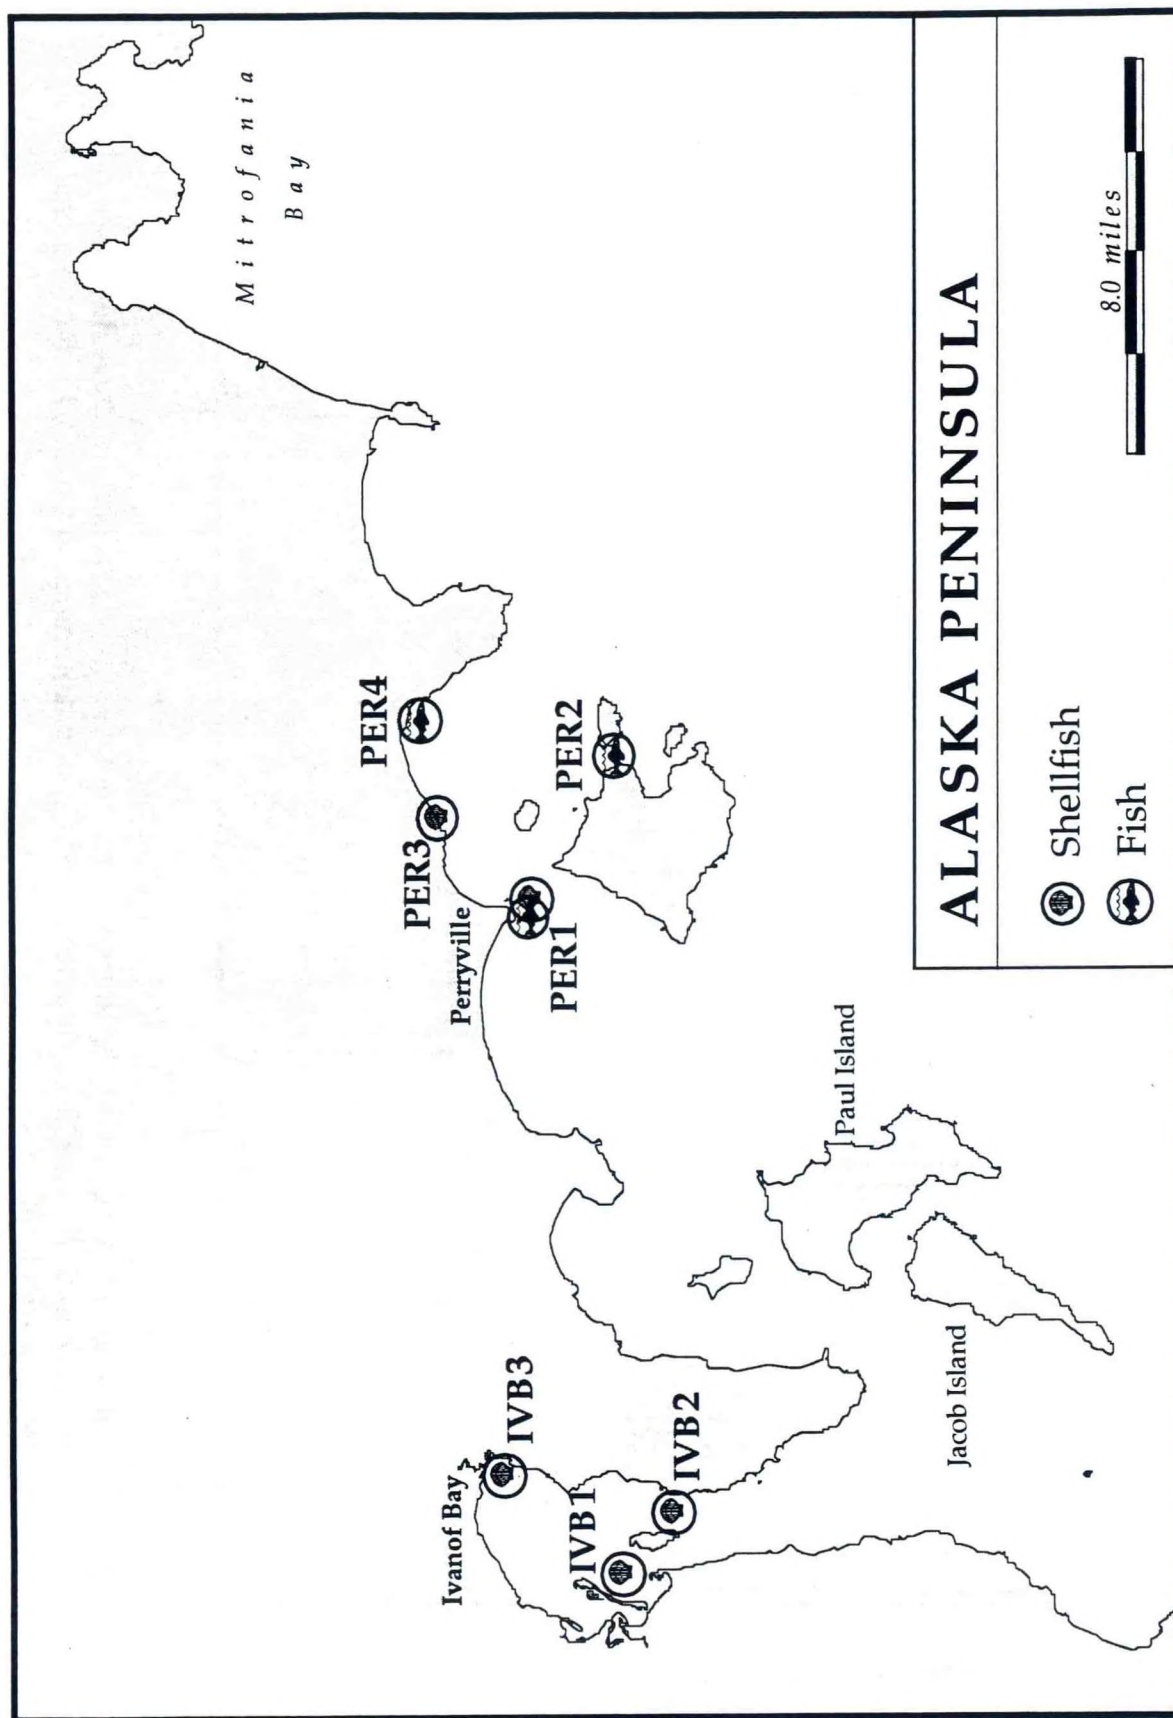 Mitrofania
Bay
PER4
PER3
PER2
Perryville
PER1
Paul Island
Ivanof Bay
IVB3
IVB1
IVB2
Jacob Island
ALASKA PENINSULA
Shellfish
Fish
8.0 miles